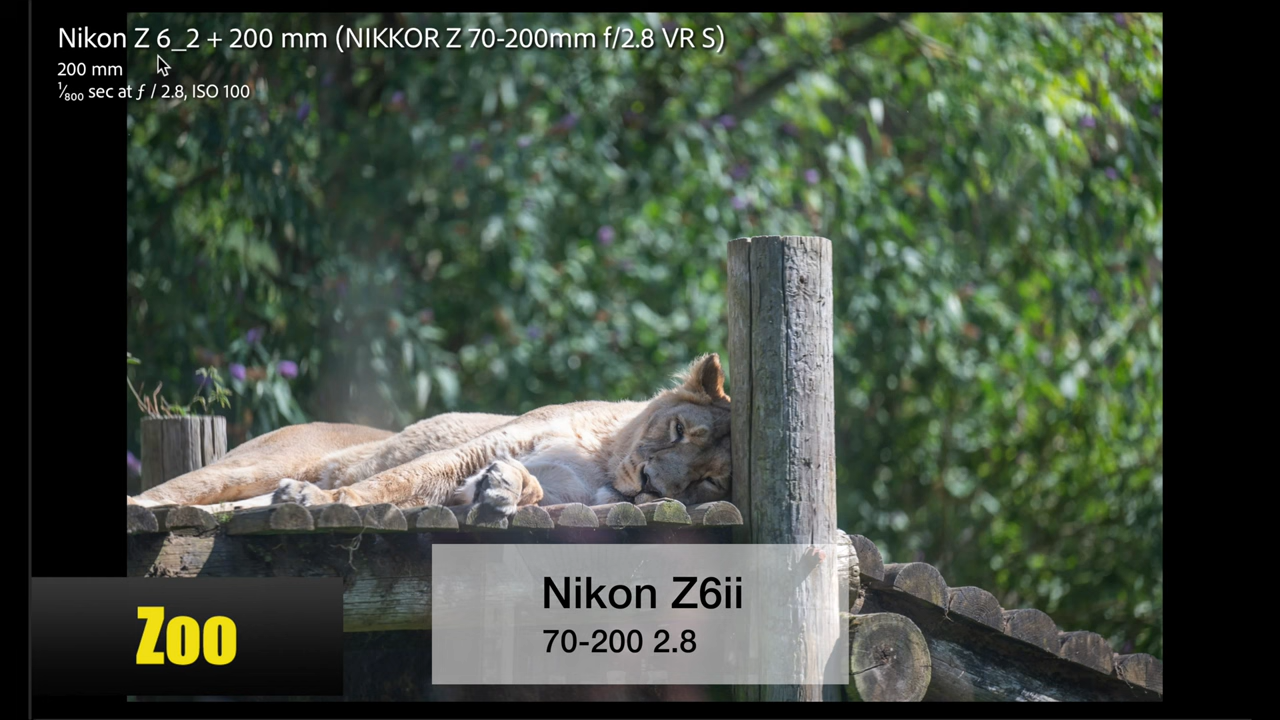 Nikon Z 6_2 + 200 mm (NIKKOR Z 70-200mm f/2.8 VR S)
200 mm
1/800 sec at ƒ / 2.8, ISO 100
Nikon Z6ii
70-200 2.8
Zoo